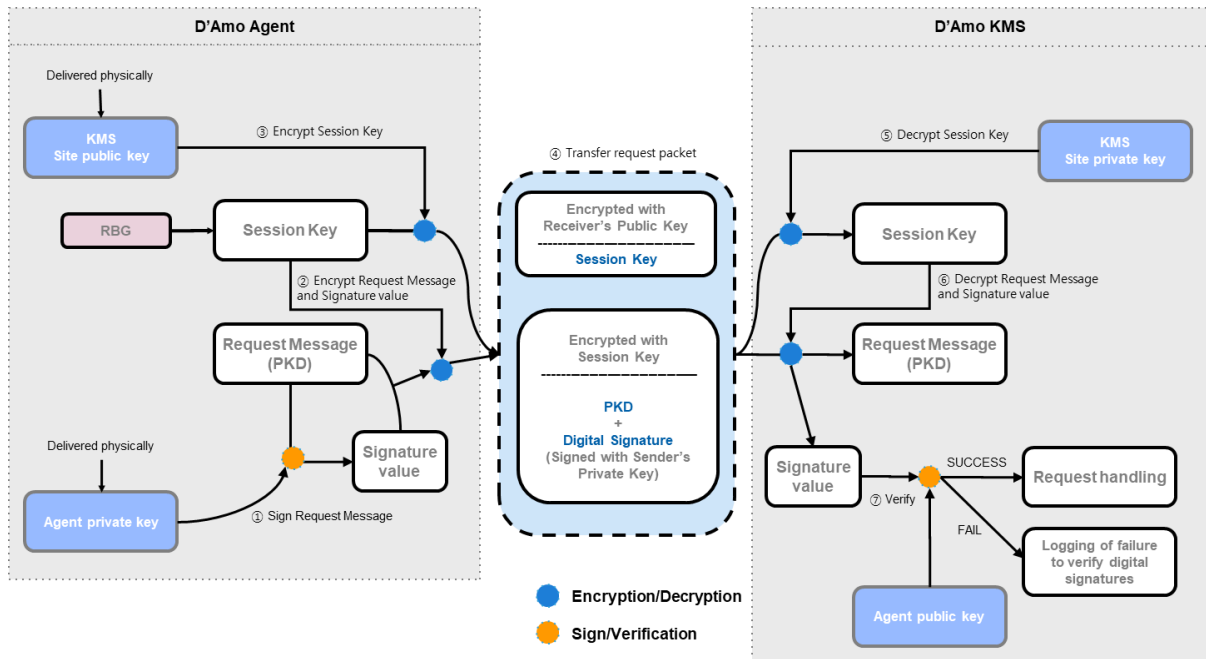 D'Amo Agent
Delivered physically
KMS
Site public key
③ Encrypt Session Key
RBG
Session Key
② Encrypt Request Message
and Signature value
Request Message
(PKD)
Delivered physically
Signature
value
Agent private key
① Sign Request Message
④ Transfer request packet
Encrypted with
Receiver's Public Key
Session Key
Encrypted with
Session Key
PKD
+
Digital Signature
(Signed with Sender's
Private Key)
Encryption/Decryption
Sign/Verification
D'Amo KMS
⑤ Decrypt Session Key
KMS
Site private key
Session Key
⑥ Decrypt Request Message
and Signature value
Request Message
(PKD)
Signature
value
⑦ Verify
SUCCESS
Request handling
FAIL
Logging of failure
to verify digital
signatures
Agent public key